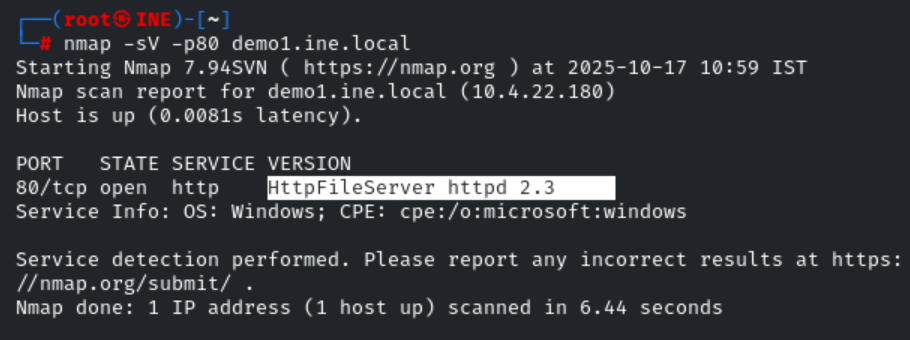 ┌──(root㉿INE)-[~]
└─# nmap -sV -p80 demo1.ine.local
Starting Nmap 7.94SVN ( https://nmap.org ) at 2025-10-17 10:59 IST
Nmap scan report for demo1.ine.local (10.4.22.180)
Host is up (0.0081s latency).
PORT   STATE SERVICE VERSION
80/tcp open  http    HttpFileServer httpd 2.3
Service Info: OS: Windows; CPE: cpe:/o:microsoft:windows
Service detection performed. Please report any incorrect results at https:
//nmap.org/submit/ .
Nmap done: 1 IP address (1 host up) scanned in 6.44 seconds